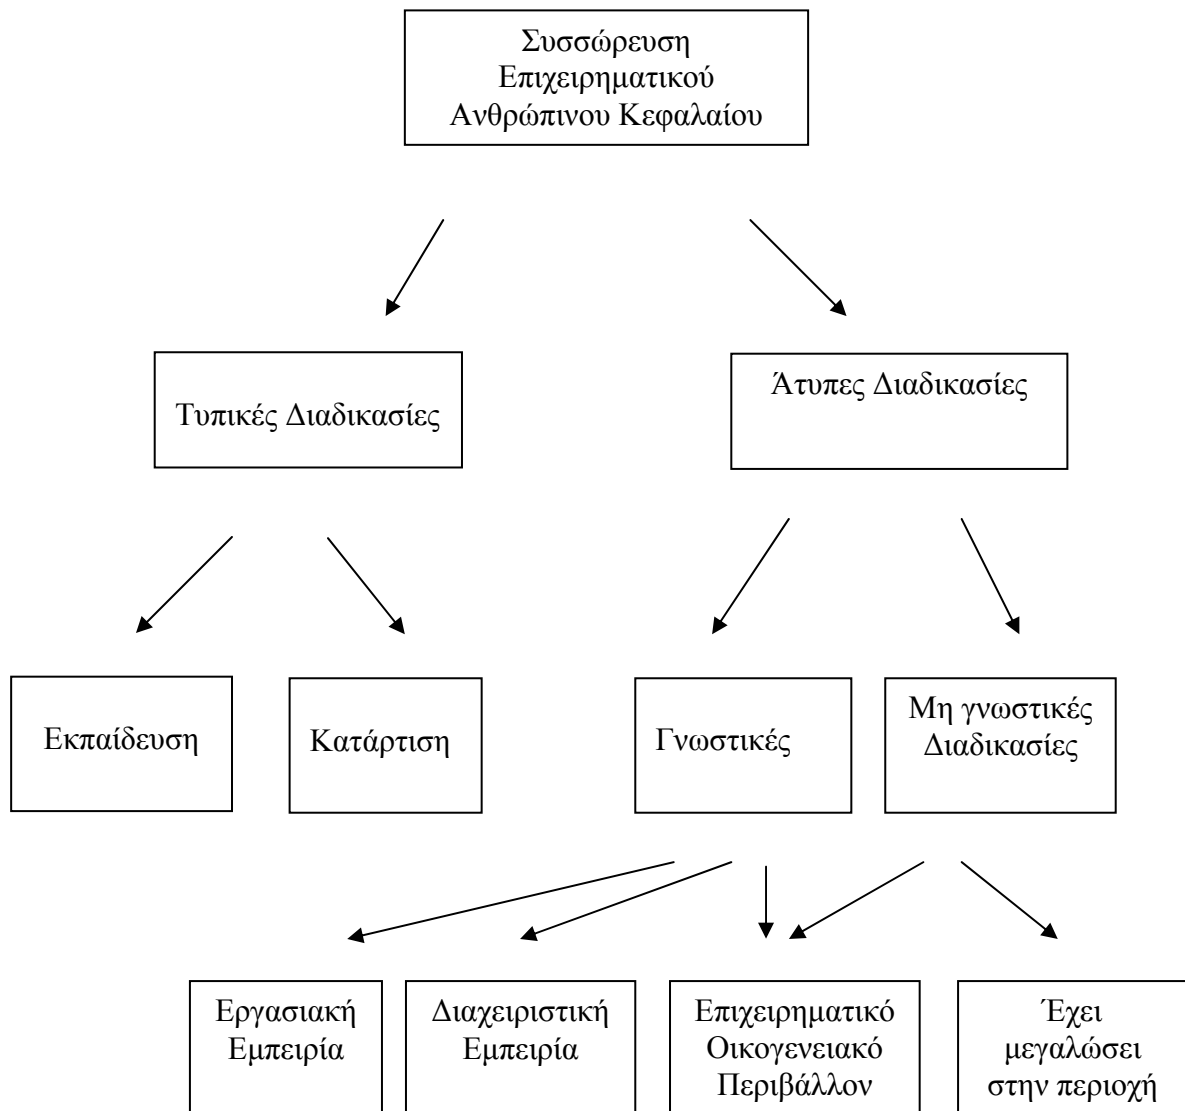 Συσσώρευση
Επιχειρηματικού
Ανθρώπινου Κεφαλαίου
Τυπικές Διαδικασίες
Άτυπες Διαδικασίες
Εκπαίδευση
Κατάρτιση
Γνωστικές
Μη γνωστικές
Διαδικασίες
Εργασιακή
Εμπειρία
Διαχειριστική
Εμπειρία
Επιχειρηματικό
Οικογενειακό
Περιβάλλον
Έχει
μεγαλώσει
στην περιοχή